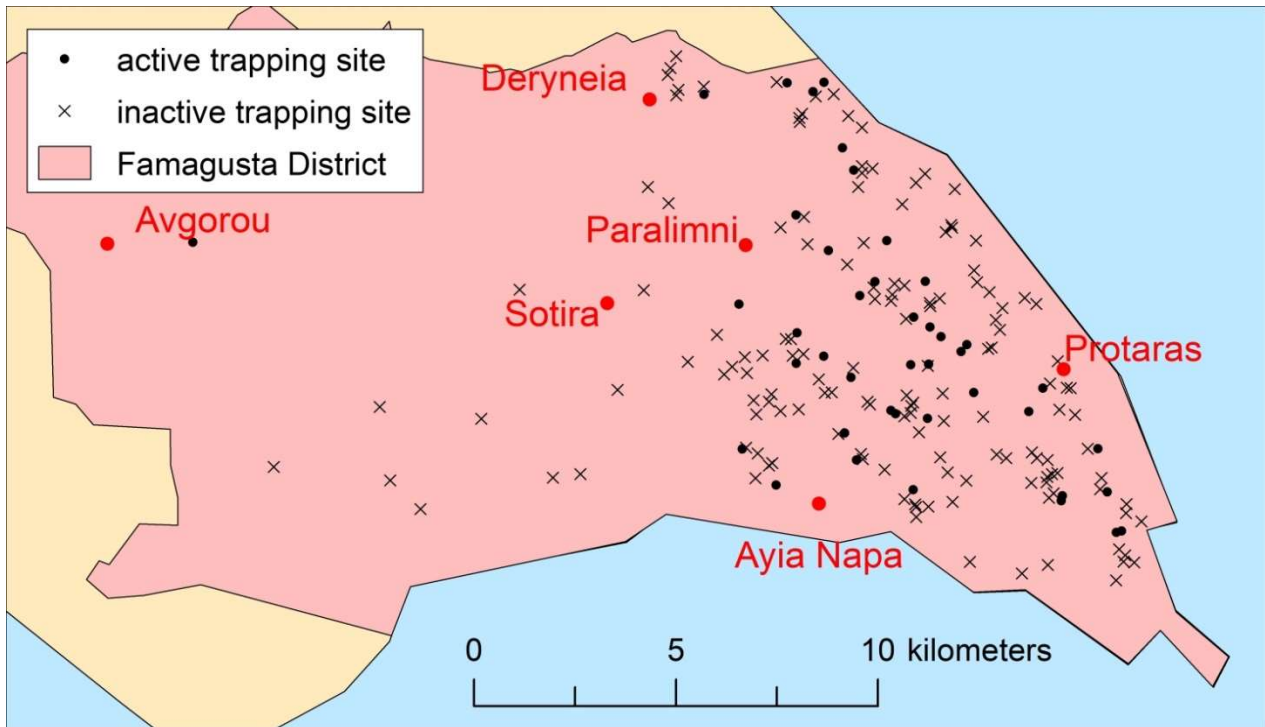 active trapping site
inactive trapping site
Famagusta District
Deryneia
Avgorou
Paralimni
Sotira
Protaras
Ayia Napa
0 5 10 kilometers